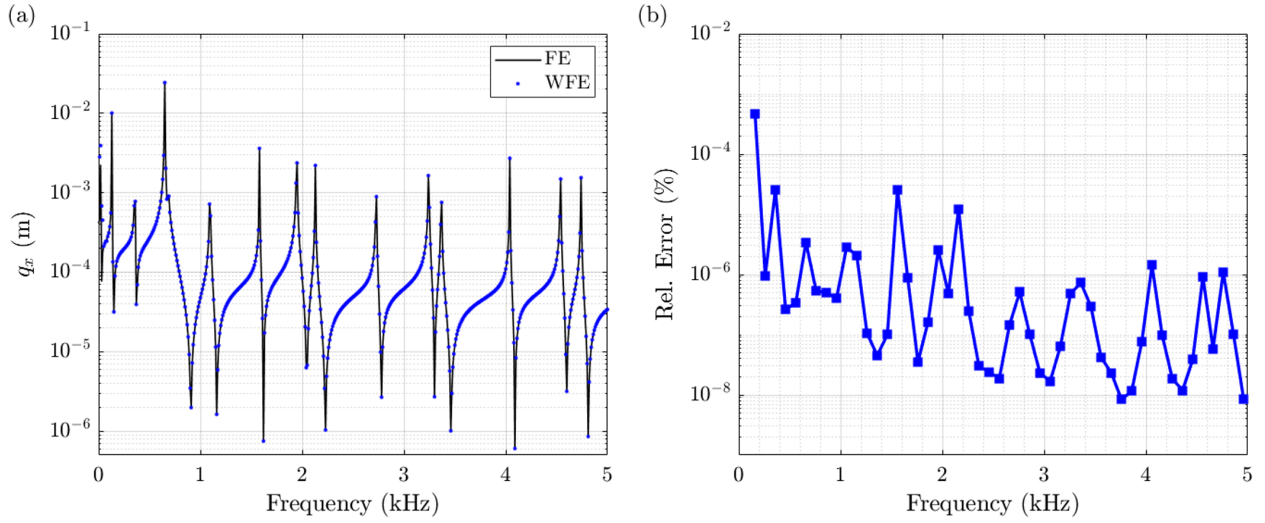 (a)
10⁻¹
10⁻²
10⁻³
10⁻⁴
10⁻⁵
10⁻⁶
qₓ (m)
FE
WFE
0 1 2 3 4 5
Frequency (kHz)
(b)
10⁻²
10⁻⁴
10⁻⁶
10⁻⁸
Rel. Error (%)
0 1 2 3 4 5
Frequency (kHz)